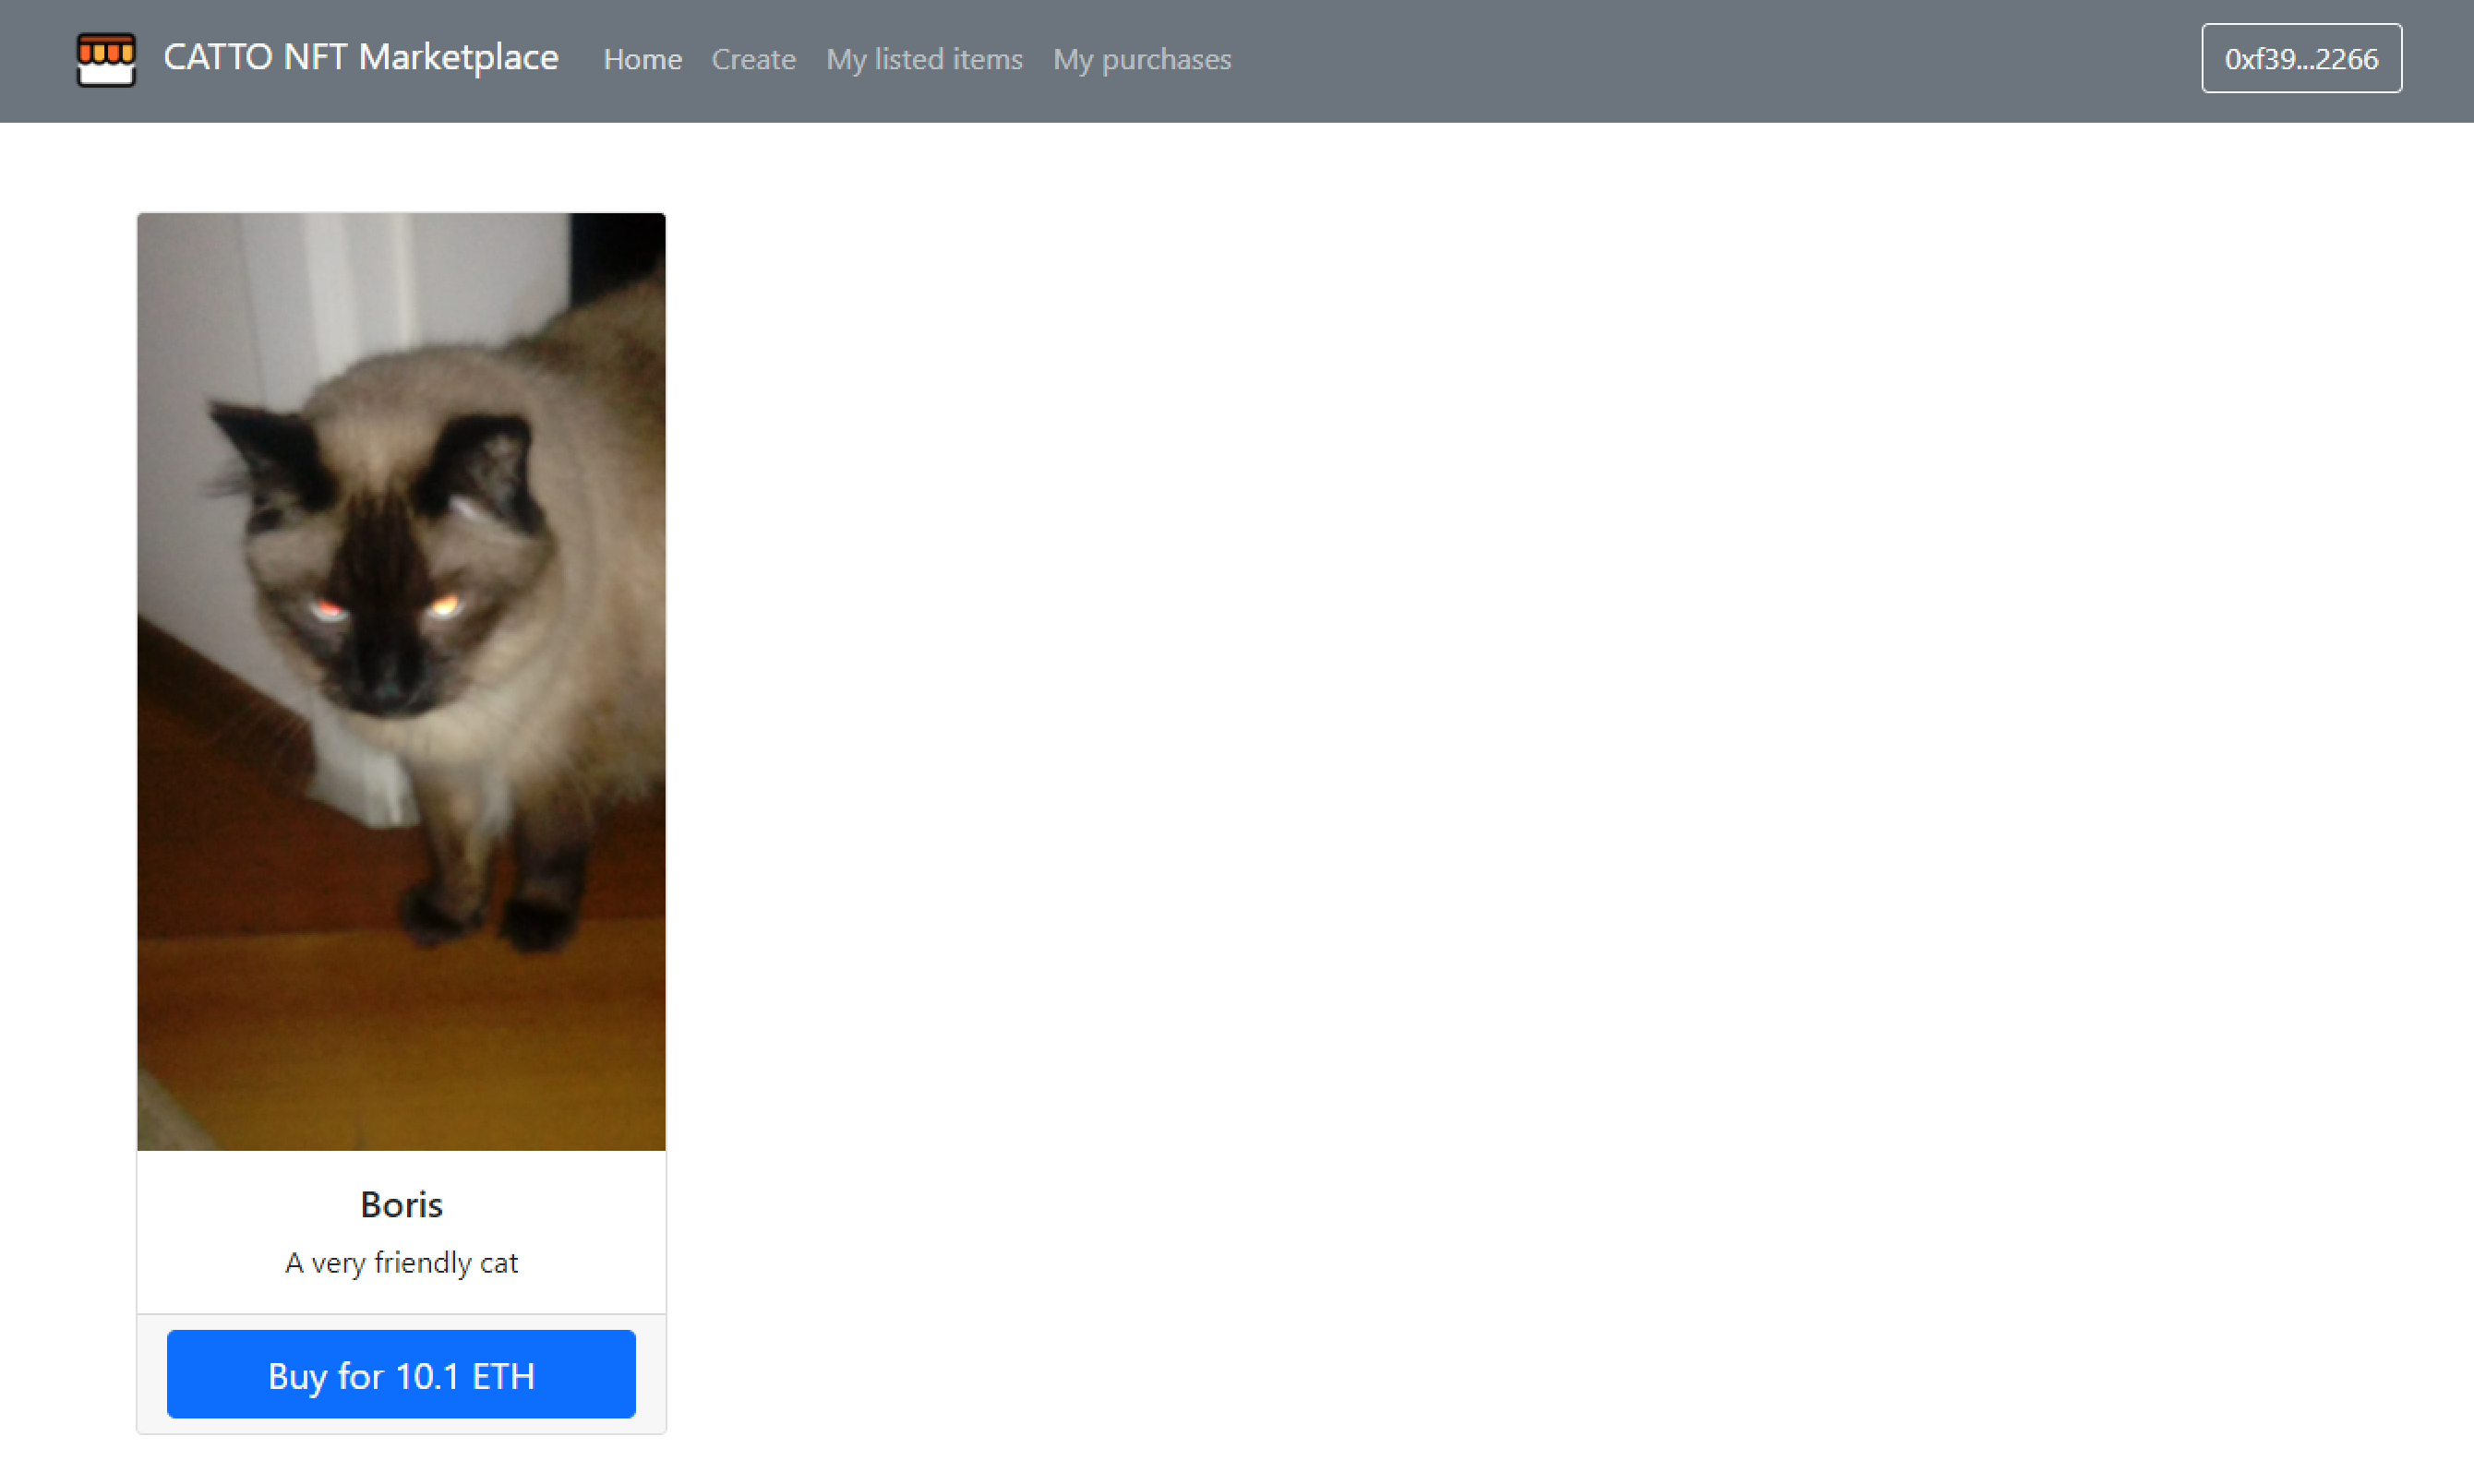 CATTO NFT Marketplace Home Create My listed items My purchases 0xf39...2266
Boris
A very friendly cat
Buy for 10.1 ETH